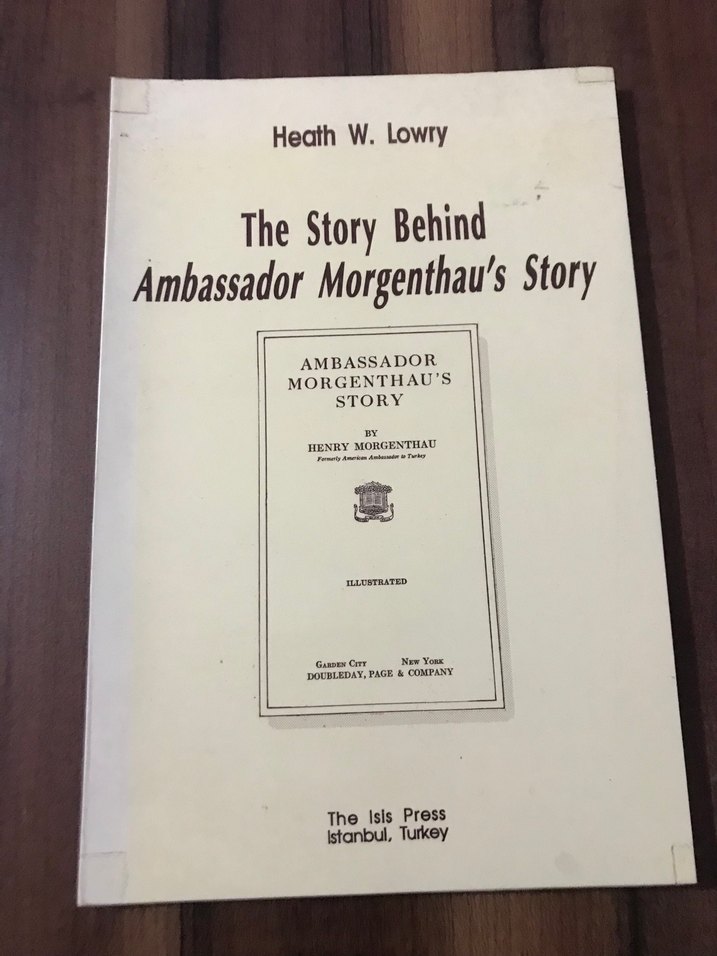 Heath W. Lowry
The Story Behind
Ambassador Morgenthau's Story
AMBASSADOR
MORGENTHAU'S
STORY
BY
HENRY MORGENTHAU
Formerly American Ambassador to Turkey
ILLUSTRATED
GARDEN CITY NEW YORK
DOUBLEDAY, PAGE & COMPANY
The Isis Press
Istanbul, Turkey